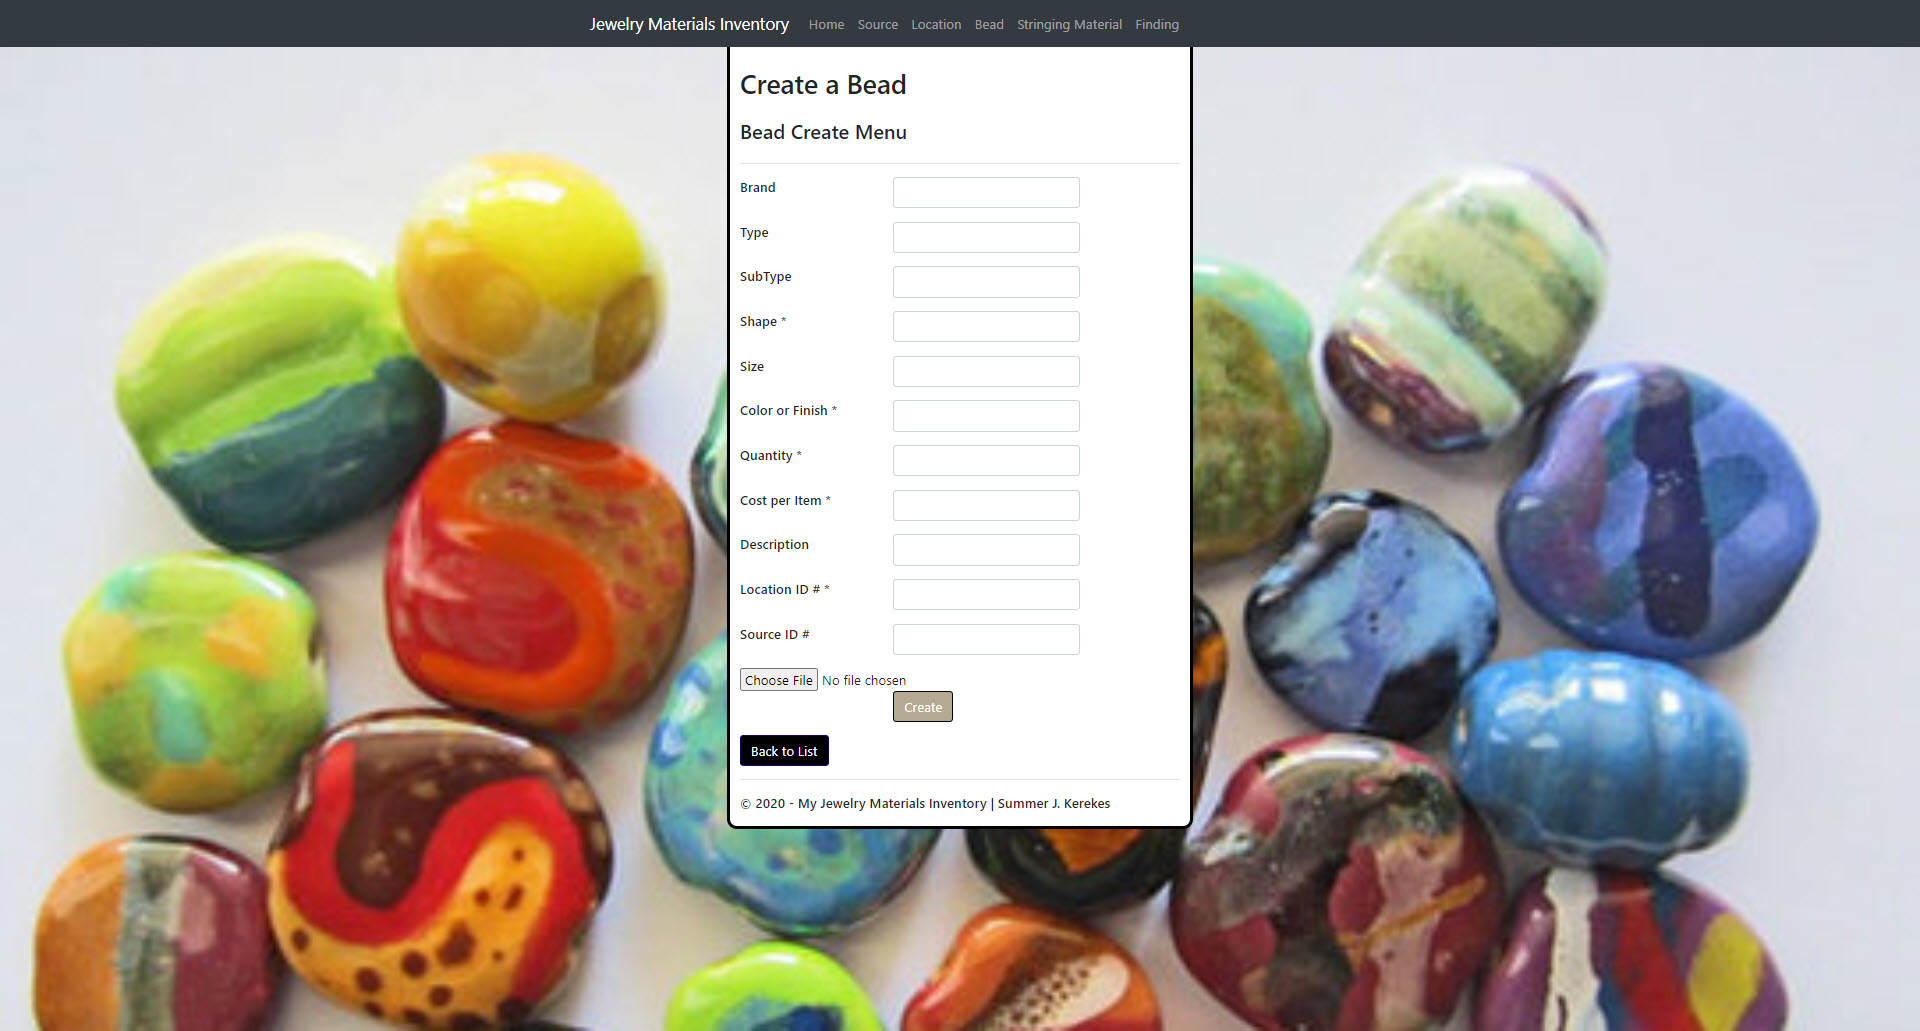 Jewelry Materials Inventory Home Source Location Bead Stringing Material Finding
Create a Bead
Bead Create Menu
Brand
Type
SubType
Shape *
Size
Color or Finish *
Quantity *
Cost per Item *
Description
Location ID # *
Source ID #
Choose File No file chosen
Create
Back to List
© 2020 - My Jewelry Materials Inventory | Summer J. Kerekes